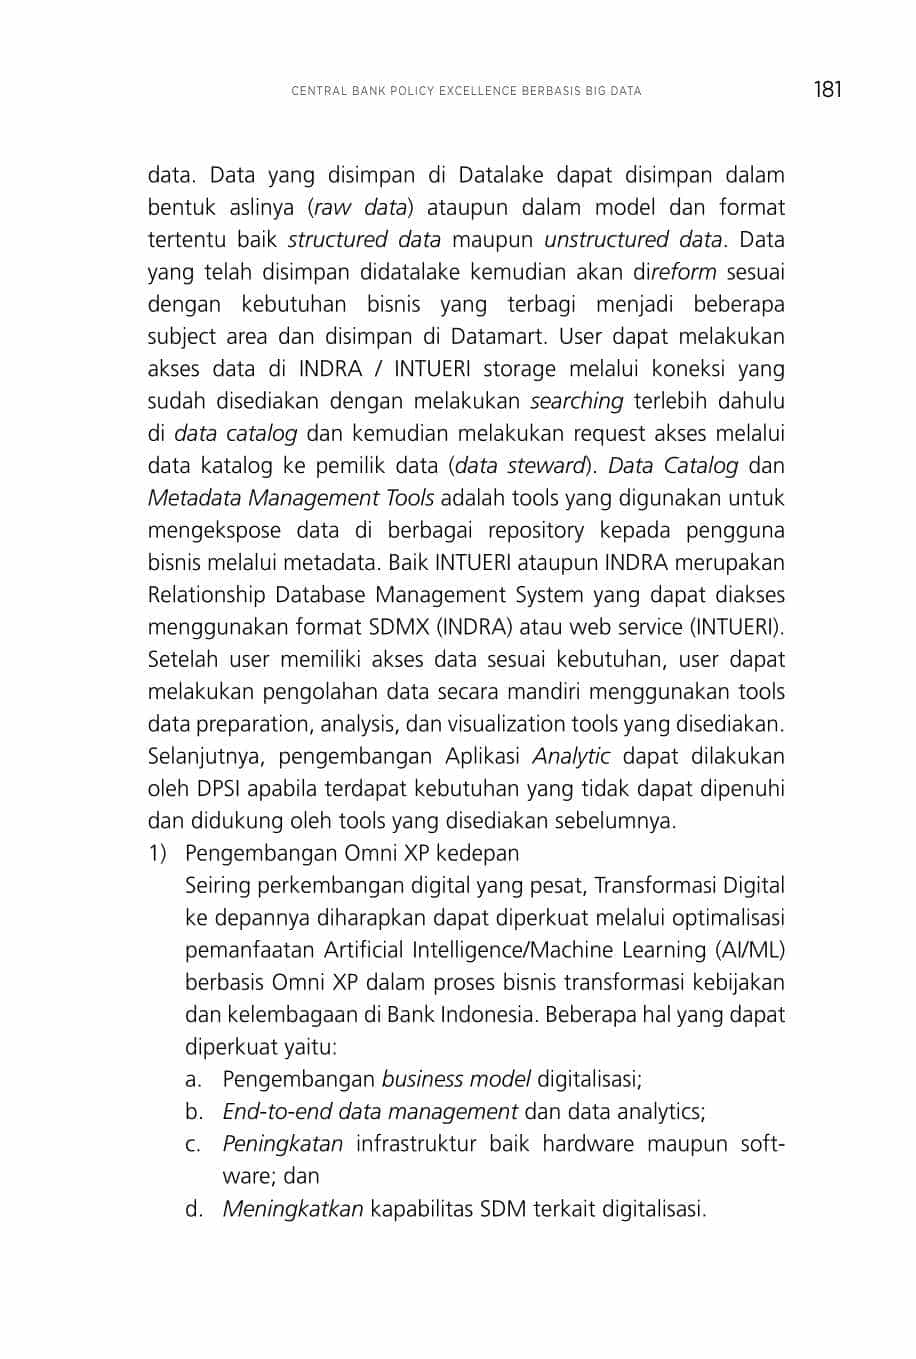 CENTRAL BANK POLICY EXCELLENCE BERBASIS BIG DATA 181
data. Data yang disimpan di Datalake dapat disimpan dalam
bentuk aslinya (raw data) ataupun dalam model dan format
tertentu baik structured data maupun unstructured data. Data
yang telah disimpan didatalake kemudian akan direform sesuai
dengan kebutuhan bisnis yang terbagi menjadi beberapa
subject area dan disimpan di Datamart. User dapat melakukan
akses data di INDRA / INTUERI storage melalui koneksi yang
sudah disediakan dengan melakukan searching terlebih dahulu
di data catalog dan kemudian melakukan request akses melalui
data katalog ke pemilik data (data steward). Data Catalog dan
Metadata Management Tools adalah tools yang digunakan untuk
mengekspose data di berbagai repository kepada pengguna
bisnis melalui metadata. Baik INTUERI ataupun INDRA merupakan
Relationship Database Management System yang dapat diakses
menggunakan format SDMX (INDRA) atau web service (INTUERI).
Setelah user memiliki akses data sesuai kebutuhan, user dapat
melakukan pengolahan data secara mandiri menggunakan tools
data preparation, analysis, dan visualization tools yang disediakan.
Selanjutnya, pengembangan Aplikasi Analytic dapat dilakukan
oleh DPSI apabila terdapat kebutuhan yang tidak dapat dipenuhi
dan didukung oleh tools yang disediakan sebelumnya.
1) Pengembangan Omni XP kedepan
Seiring perkembangan digital yang pesat, Transformasi Digital
ke depannya diharapkan dapat diperkuat melalui optimalisasi
pemanfaatan Artificial Intelligence/Machine Learning (AI/ML)
berbasis Omni XP dalam proses bisnis transformasi kebijakan
dan kelembagaan di Bank Indonesia. Beberapa hal yang dapat
diperkuat yaitu:
a. Pengembangan business model digitalisasi;
b. End-to-end data management dan data analytics;
c. Peningkatan infrastruktur baik hardware maupun soft-
ware; dan
d. Meningkatkan kapabilitas SDM terkait digitalisasi.